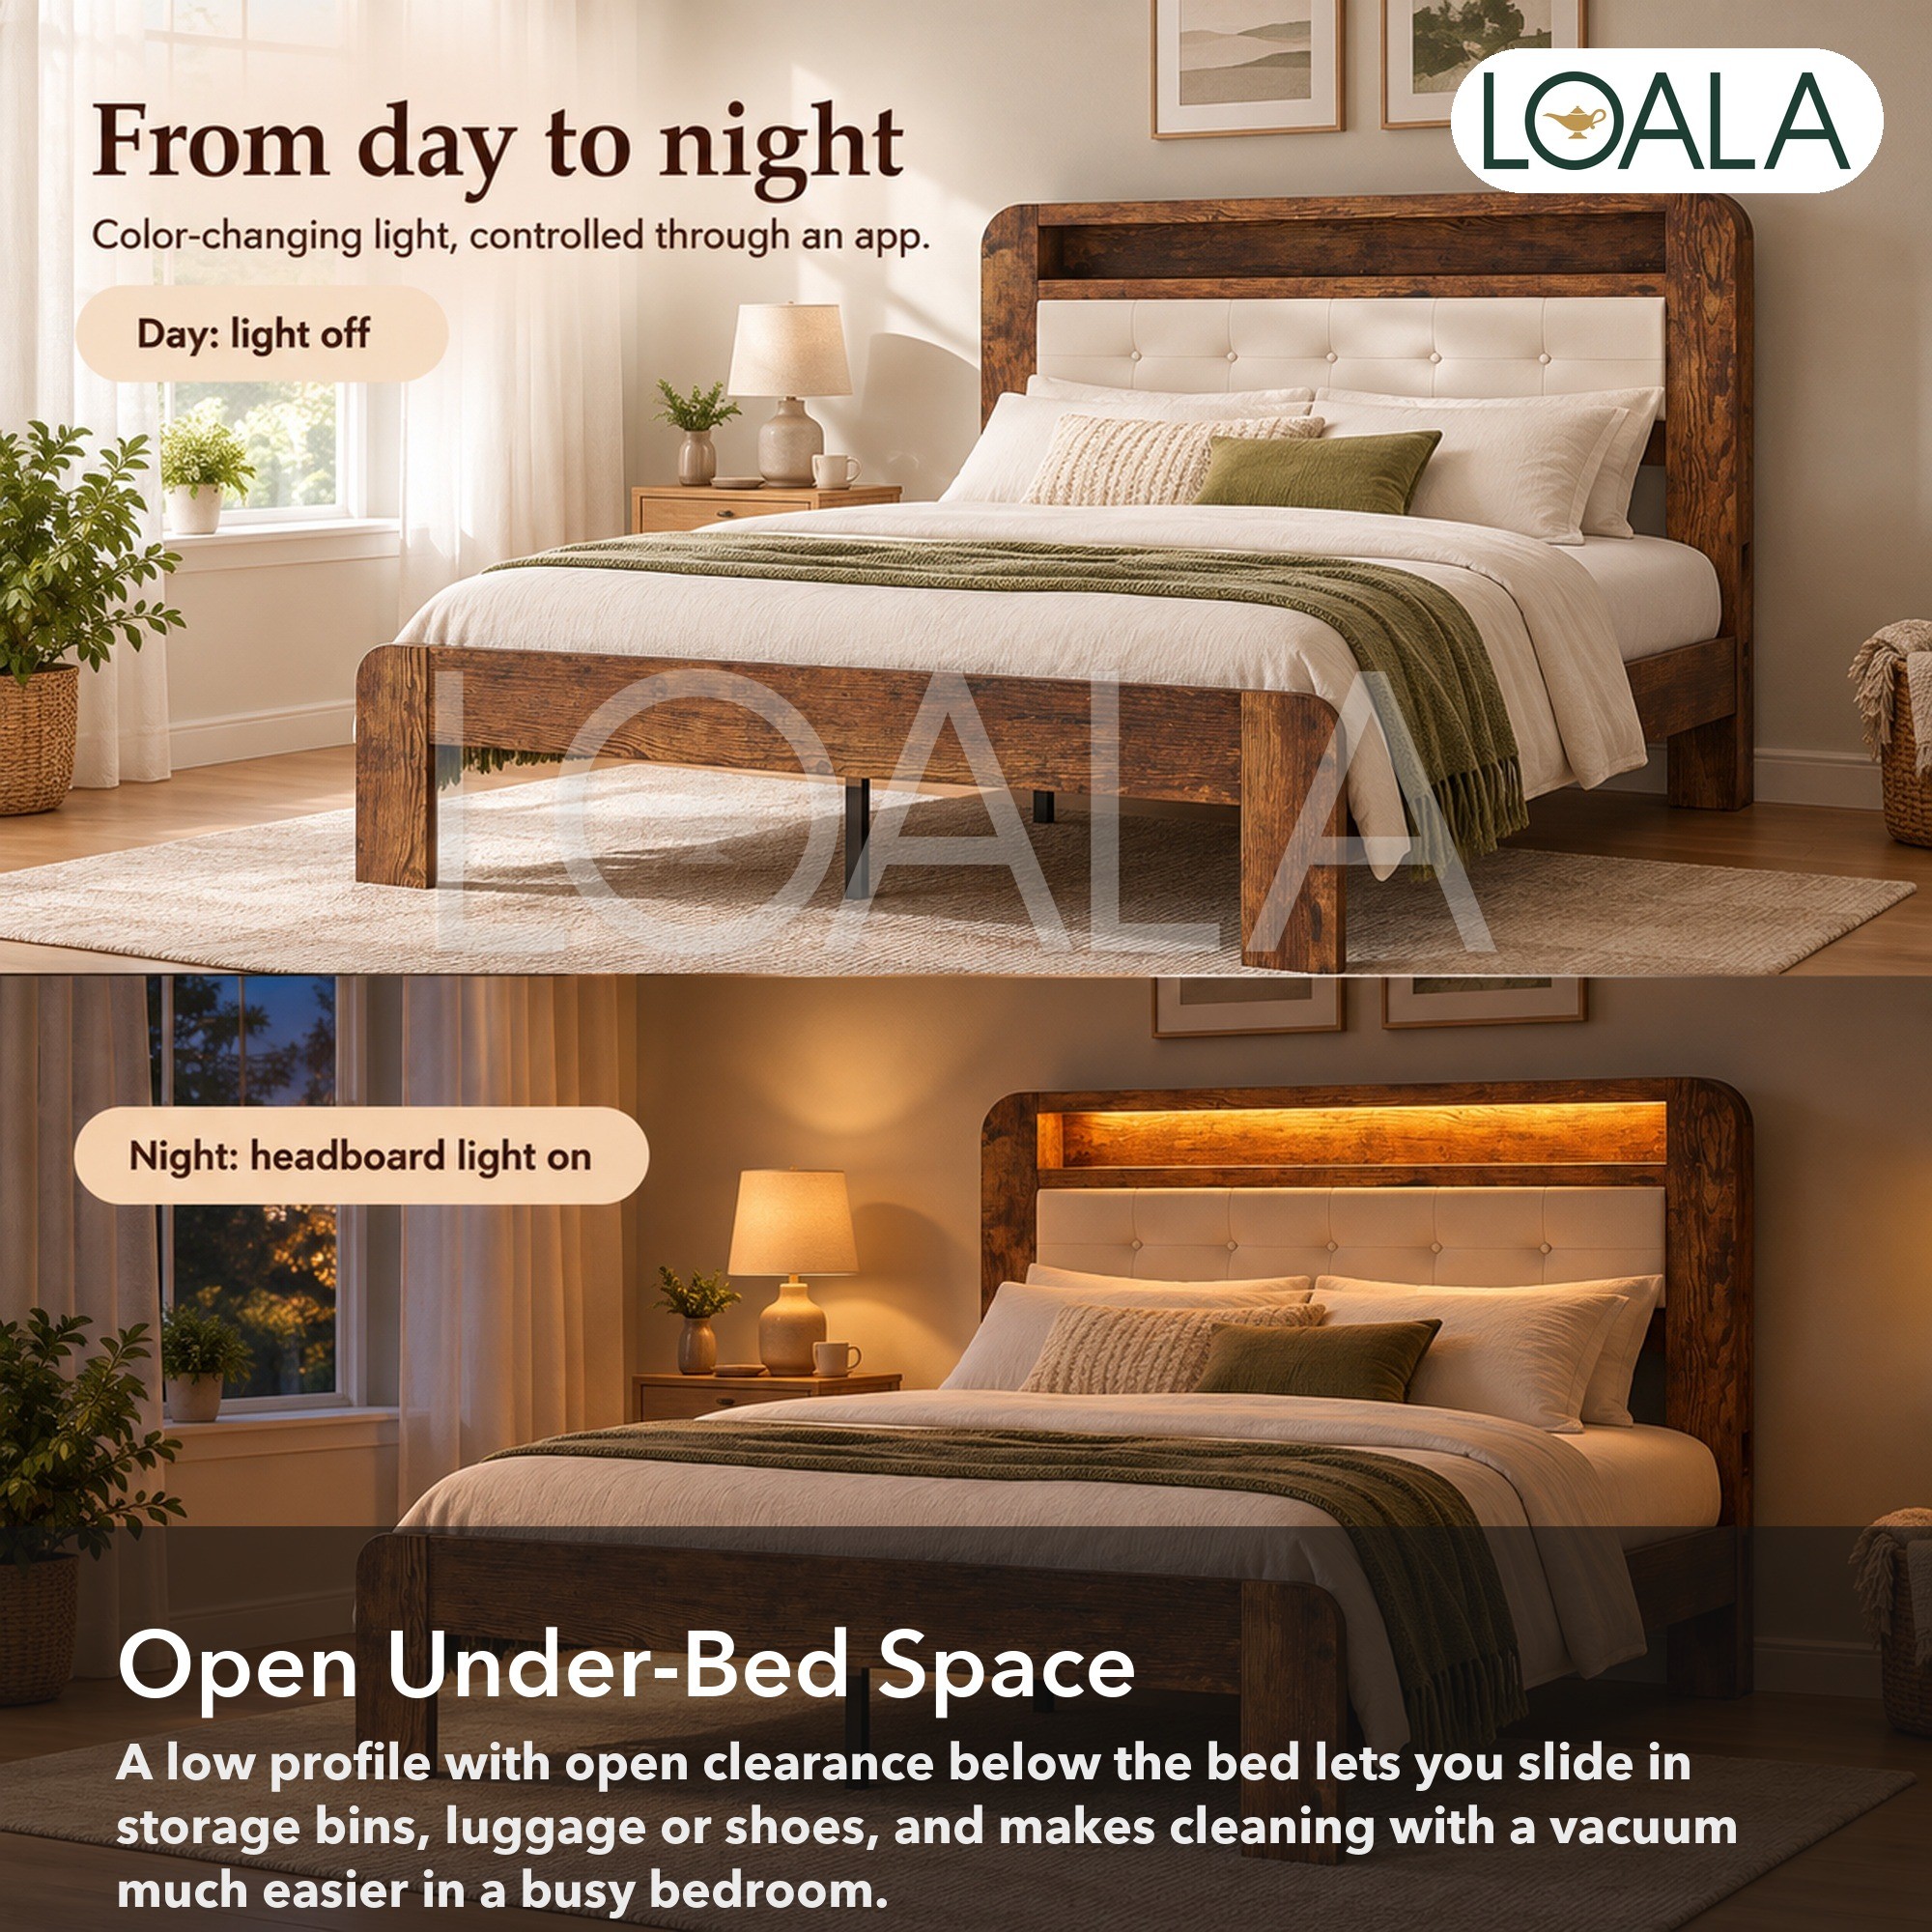 From day to night
LOALA
Color-changing light, controlled through an app.
Day: light off
LOALA
Night: headboard light on
Open Under-Bed Space
A low profile with open clearance below the bed lets you slide in
storage bins, luggage or shoes, and makes cleaning with a vacuum
much easier in a busy bedroom.